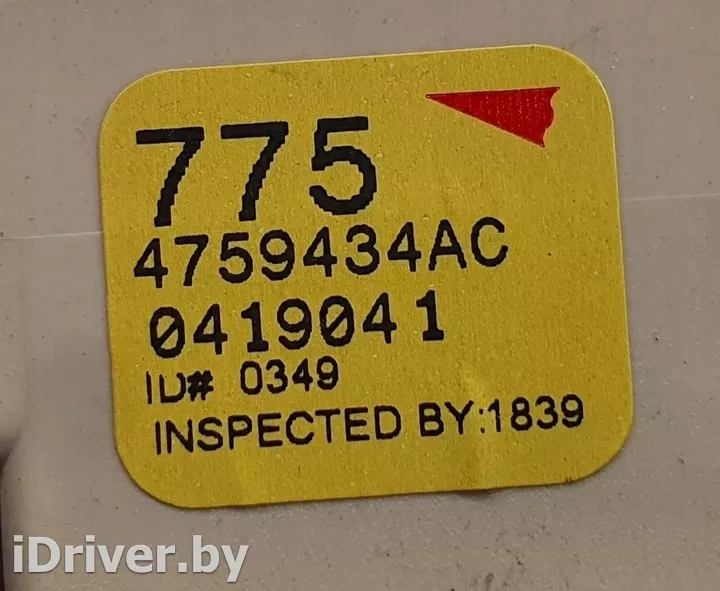 775
4759434AC
0419041
ID# 0349
INSPECTED BY:1839
iDriver.by